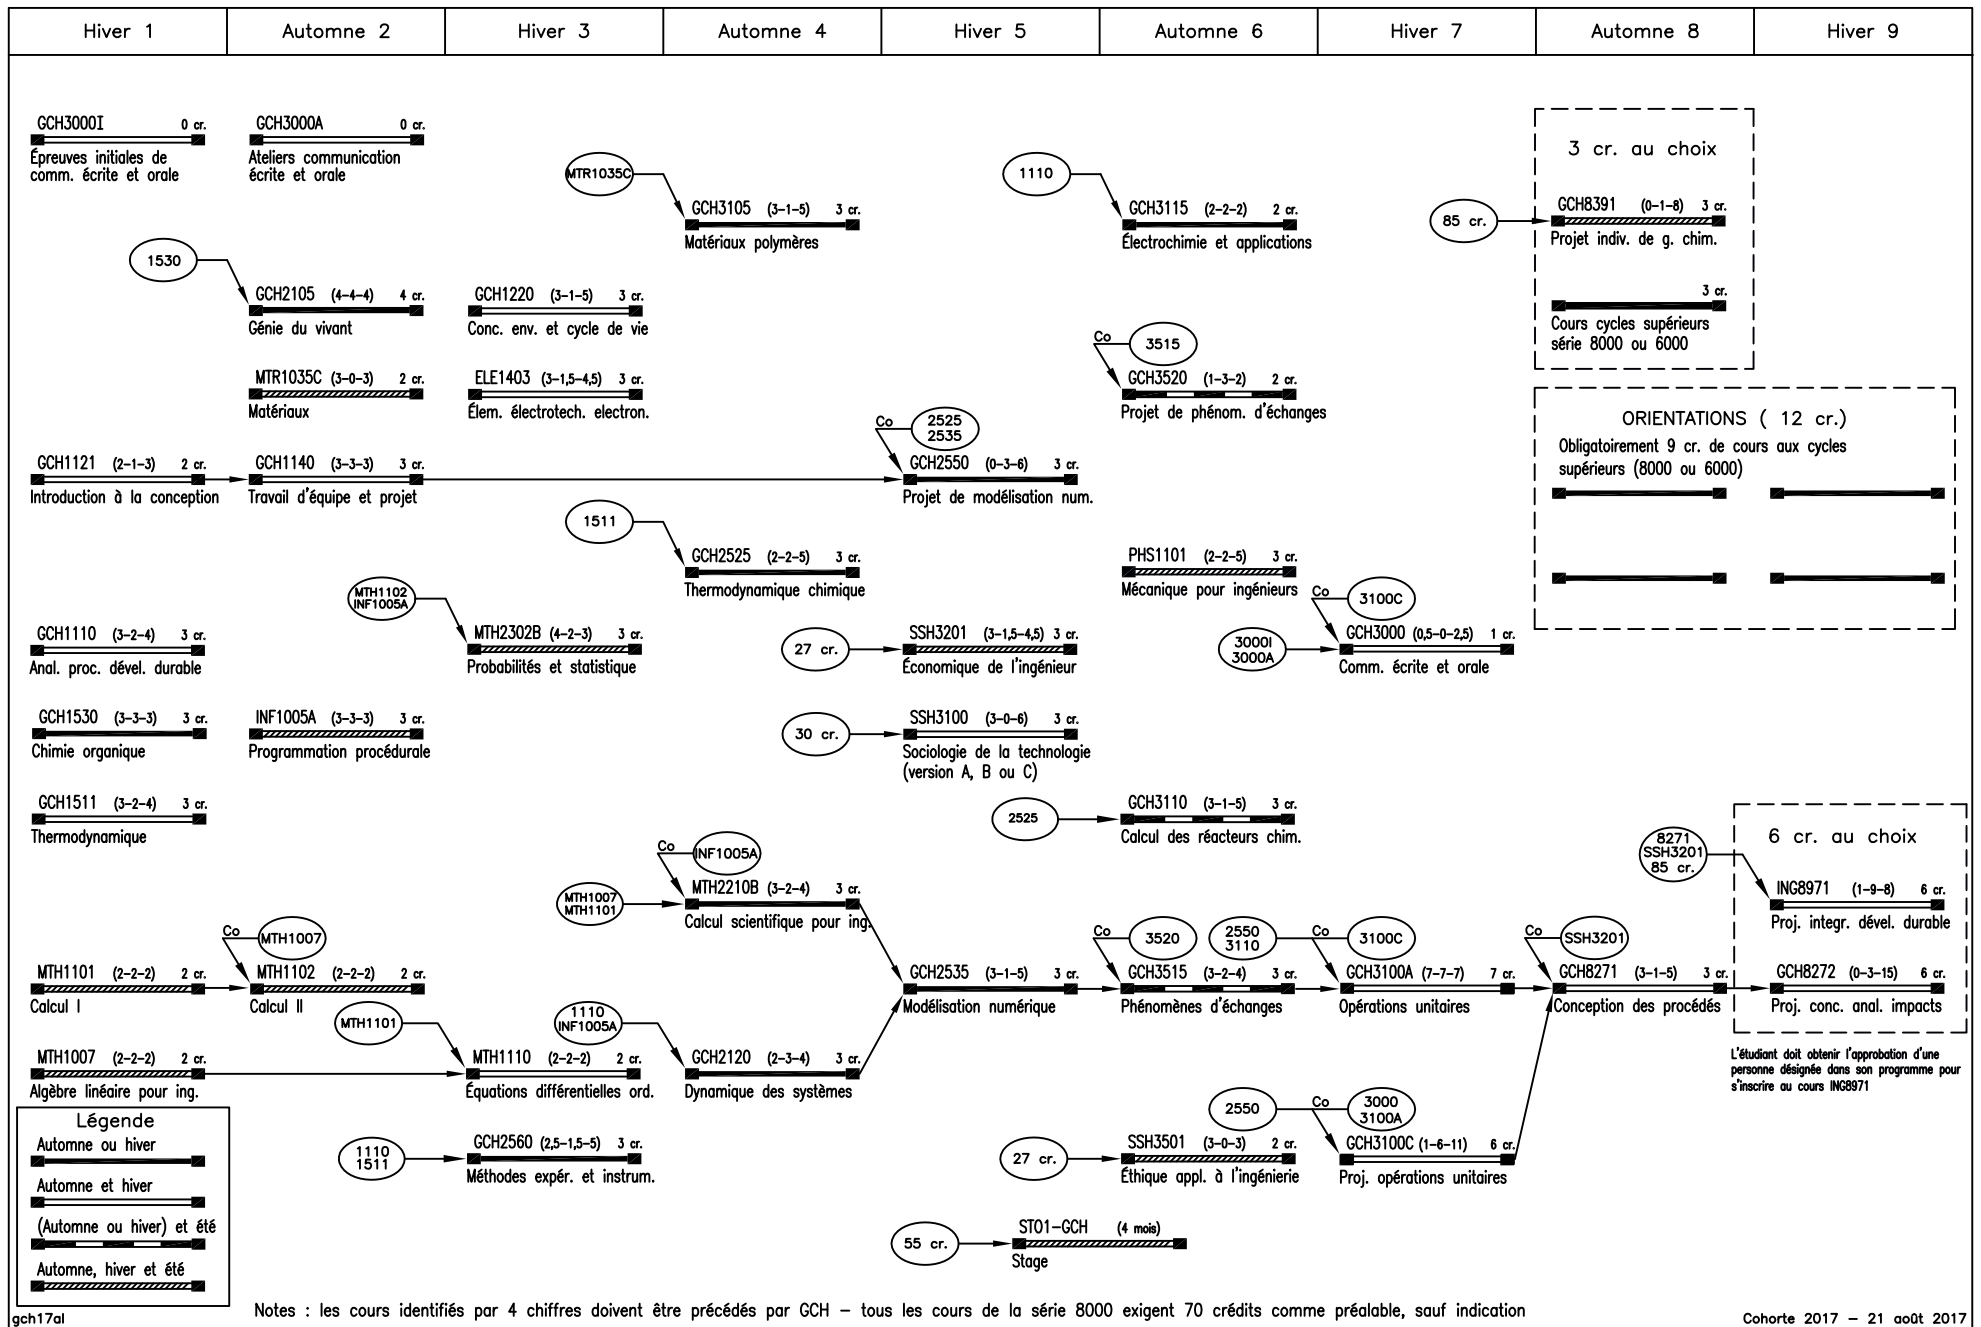 Hiver 1
Automne 2
Hiver 3
Automne 4
Hiver 5
Automne 6
Hiver 7
Automne 8
Hiver 9
GCH3000I 0 cr.
Épreuves initiales de
comm. écrite et orale
GCH3000A 0 cr.
Ateliers communication
écrite et orale
MTR1035C
GCH3105 (3-1-5) 3 cr.
Matériaux polymères
1110
GCH3115 (2-2-2) 2 cr.
Électrochimie et applications
3 cr. au choix
85 cr.
GCH8391 (0-1-8) 3 cr.
Projet indiv. de g. chim.
3 cr.
Cours cycles supérieurs
série 8000 ou 6000
1530
GCH2105 (4-4-4) 4 cr.
Génie du vivant
GCH1220 (3-1-5) 3 cr.
Conc. env. et cycle de vie
Co
3515
GCH3520 (1-3-2) 2 cr.
Projet de phénom. d'échanges
MTR1035C (3-0-3) 2 cr.
Matériaux
ELE1403 (3-1,5-4,5) 3 cr.
Élem. électrotech. electron.
ORIENTATIONS ( 12 cr.)
Obligatoirement 9 cr. de cours aux cycles
supérieurs (8000 ou 6000)
GCH1121 (2-1-3) 2 cr.
Introduction à la conception
GCH1140 (3-3-3) 3 cr.
Travail d'équipe et projet
Co
2525
2535
GCH2550 (0-3-6) 3 cr.
Projet de modélisation num.
1511
GCH2525 (2-2-5) 3 cr.
Thermodynamique chimique
PHS1101 (2-2-5) 3 cr.
Mécanique pour ingénieurs
MTH1102
INF1005A
MTH2302B (4-2-3) 3 cr.
Probabilités et statistique
GCH1110 (3-2-4) 3 cr.
Anal. proc. dével. durable
27 cr.
SSH3201 (3-1,5-4,5) 3 cr.
Économique de l'ingénieur
Co
3100C
3000I
3000A
GCH3000 (0,5-0-2,5) 1 cr.
Comm. écrite et orale
GCH1530 (3-3-3) 3 cr.
Chimie organique
INF1005A (3-3-3) 3 cr.
Programmation procédurale
30 cr.
SSH3100 (3-0-6) 3 cr.
Sociologie de la technologie
(version A, B ou C)
GCH1511 (3-2-4) 3 cr.
Thermodynamique
2525
GCH3110 (3-1-5) 3 cr.
Calcul des réacteurs chim.
Co
INF1005A
MTH1007
MTH1101
MTH2210B (3-2-4) 3 cr.
Calcul scientifique pour ing.
8271
SSH3201
85 cr.
6 cr. au choix
ING8971 (1-9-8) 6 cr.
Proj. integr. dével. durable
MTH1101 (2-2-2) 2 cr.
Calcul I
Co
MTH1007
MTH1102 (2-2-2) 2 cr.
Calcul II
GCH2535 (3-1-5) 3 cr.
Modélisation numérique
Co
3520
GCH3515 (3-2-4) 3 cr.
Phénomènes d'échanges
2550
3110
Co
3100C
GCH3100A (7-7-7) 7 cr.
Opérations unitaires
Co
SSH3201
GCH8271 (3-1-5) 3 cr.
Conception des procédés
GCH8272 (0-3-15) 6 cr.
Proj. conc. anal. impacts
L'étudiant doit obtenir l'approbation d'une
personne désignée dans son programme pour
s'inscrire au cours ING8971
MTH1007 (2-2-2) 2 cr.
Algèbre linéaire pour ing.
MTH1101
MTH1110 (2-2-2) 2 cr.
Équations différentielles ord.
1110
INF1005A
GCH2120 (2-3-4) 3 cr.
Dynamique des systèmes
1110
1511
GCH2560 (2,5-1,5-5) 3 cr.
Méthodes expér. et instrum.
27 cr.
SSH3501 (3-0-3) 2 cr.
Éthique appl. à l'ingénierie
2550
Co
3000
3100A
GCH3100C (1-6-11) 6 cr.
Proj. opérations unitaires
55 cr.
ST01-GCH (4 mois)
Stage
Légende
Automne ou hiver
Automne et hiver
(Automne ou hiver) et été
Automne, hiver et été
Notes : les cours identifiés par 4 chiffres doivent être précédés par GCH – tous les cours de la série 8000 exigent 70 crédits comme préalable, sauf indication
gch17al
Cohorte 2017 – 21 août 2017